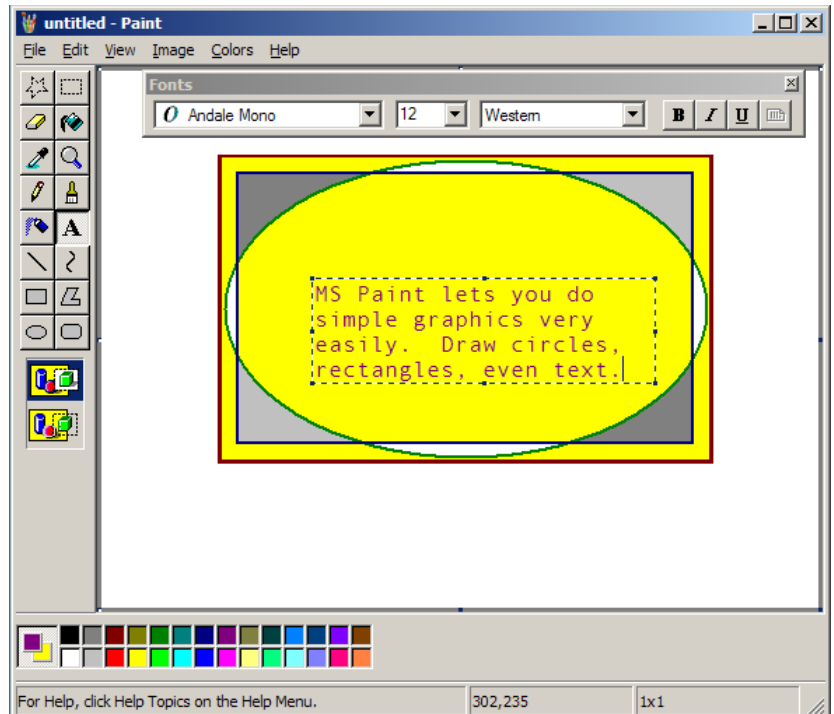 untitled - Paint
File Edit View Image Colors Help
Fonts
O Andale Mono 12 Western B I U
A
MS Paint lets you do
simple graphics very
easily.  Draw circles,
rectangles, even text.
For Help, click Help Topics on the Help Menu. 302,235 1x1